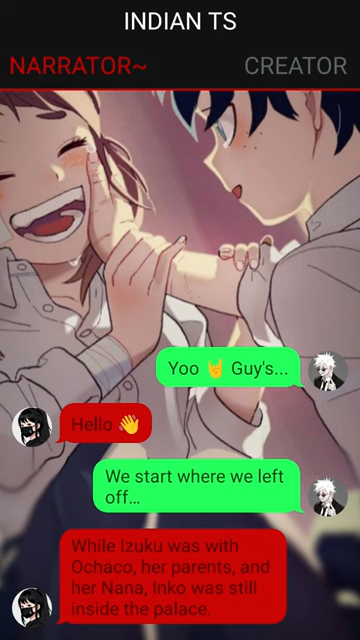 INDIAN TS
NARRATOR~ CREATOR
Yoo 🤘 Guy's...
Hello 👋
We start where we left
off...
While Izuku was with
Ochaco, her parents, and
her Nana, Inko was still
inside the palace.